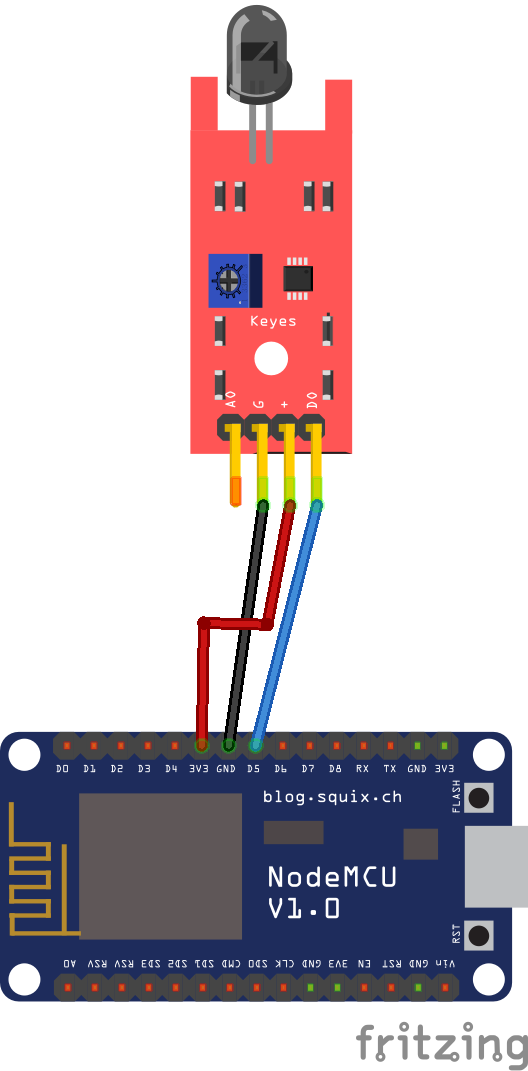 Keyes
A0
G
+
D0
D0 D1 D2 D3 D4 3V3 GND D5 D6 D7 D8 RX TX GND 3V3
FLASH
blog.squix.ch
NodeMCU
V1.0
RST
A0 RSV RSV SD3 SD2 SD1 CMD SD0 CLK GND 3V3 EN RST GND Vin
fritzing